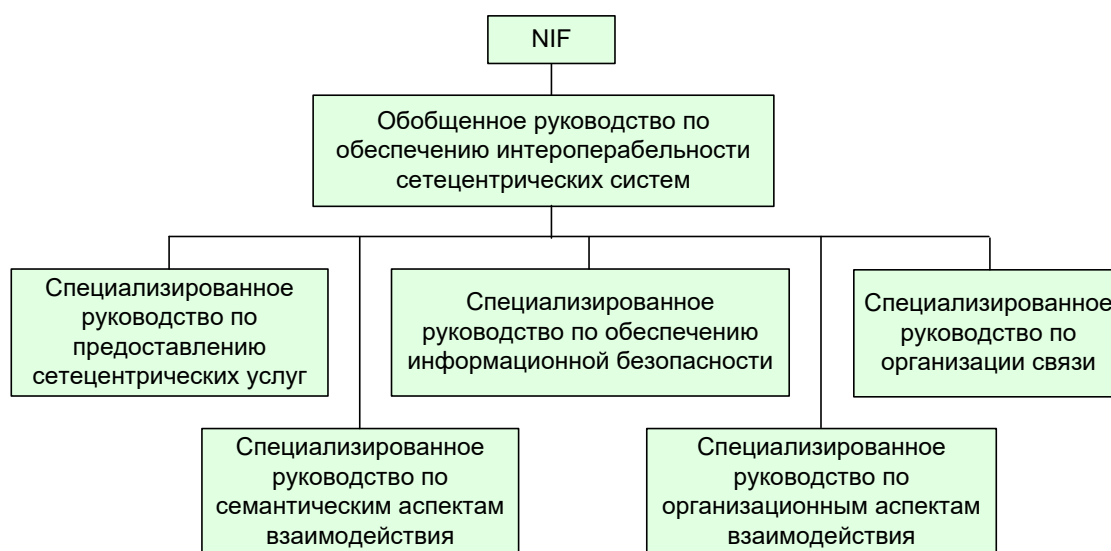 NIF
Обобщенное руководство по
обеспечению интероперабельности
сетецентрических систем
Специализированное
руководство по
предоставлению
сетецентрических услуг
Специализированное
руководство по обеспечению
информационной безопасности
Специализированное
руководство по
организации связи
Специализированное
руководство по
семантическим аспектам
взаимодействия
Специализированное
руководство по
организационным аспектам
взаимодействия